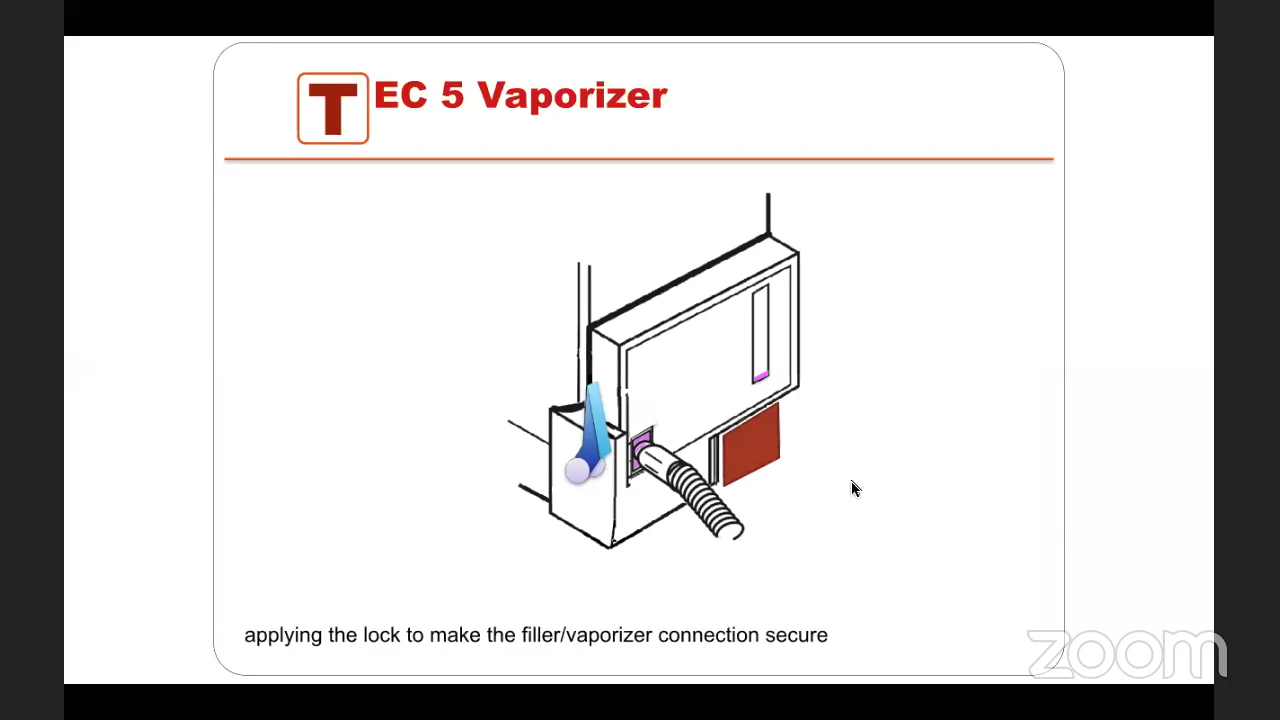 TEC 5 Vaporizer
applying the lock to make the filler/vaporizer connection secure
zoom